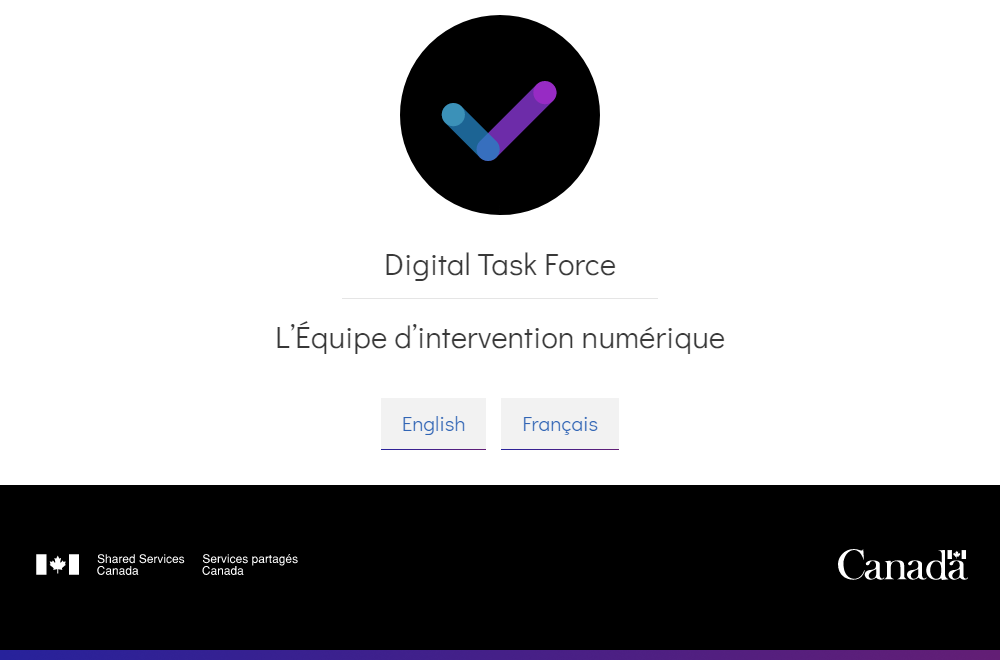 Digital Task Force
L’Équipe d’intervention numérique
English Français
Shared Services Services partagés
Canada Canada
Canada